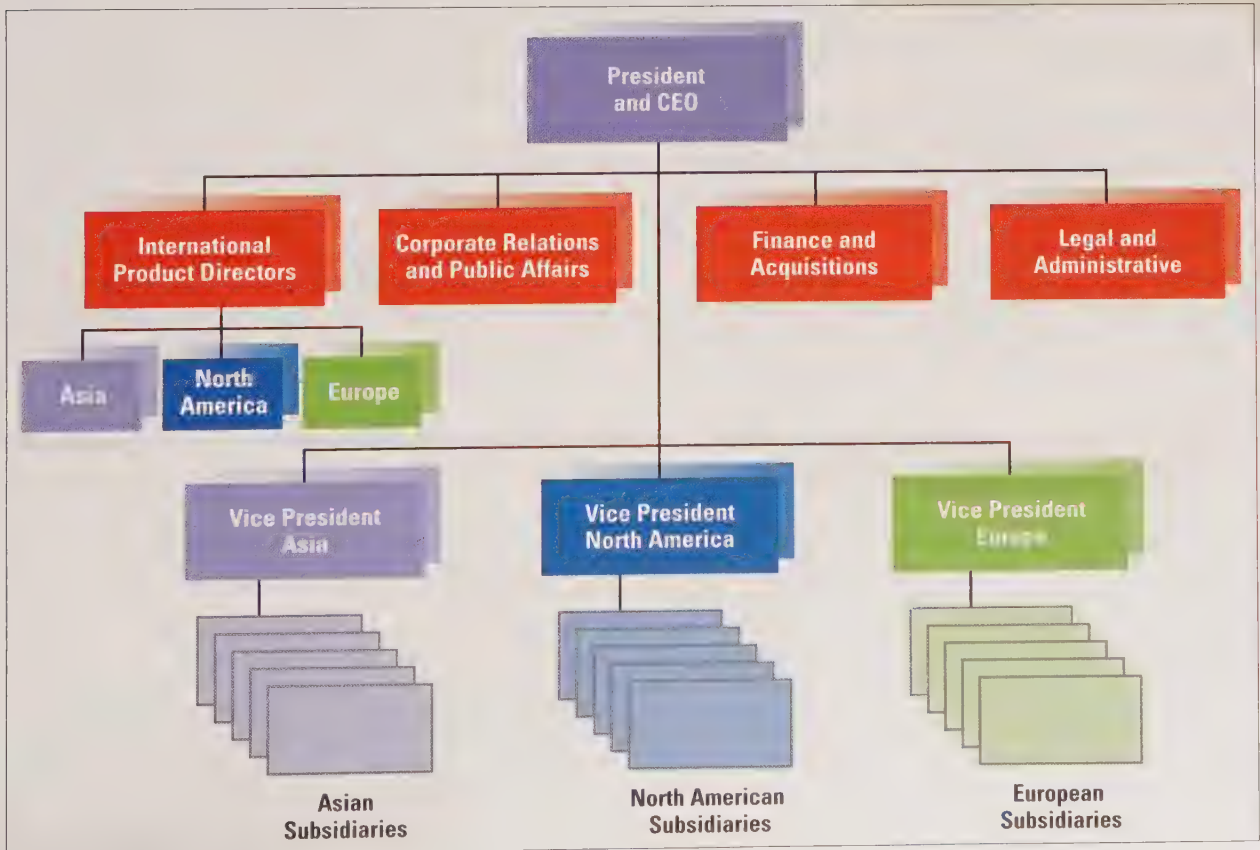 President
and CEO
International
Product Directors
Corporate Relations
and Public Affairs
Finance and
Acquisitions
Legal and
Administrative
Asia
North
America
Europe
Vice President
Asia
Vice President
North America
Vice President
Europe
Asian
Subsidiaries
North American
Subsidiaries
European
Subsidiaries